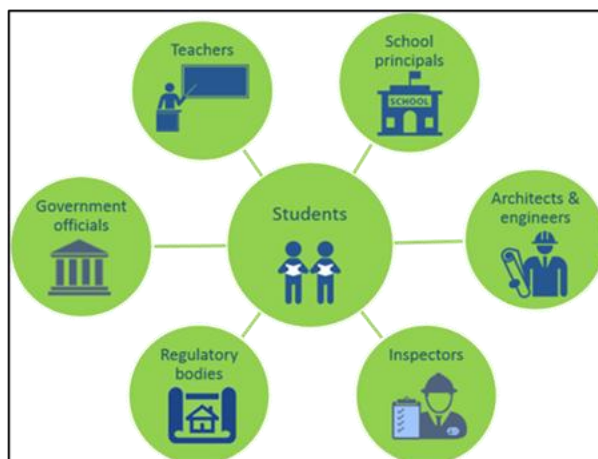 Teachers
School
principals
SCHOOL
Government
officials
Students
Architects &
engineers
Regulatory
bodies
Inspectors